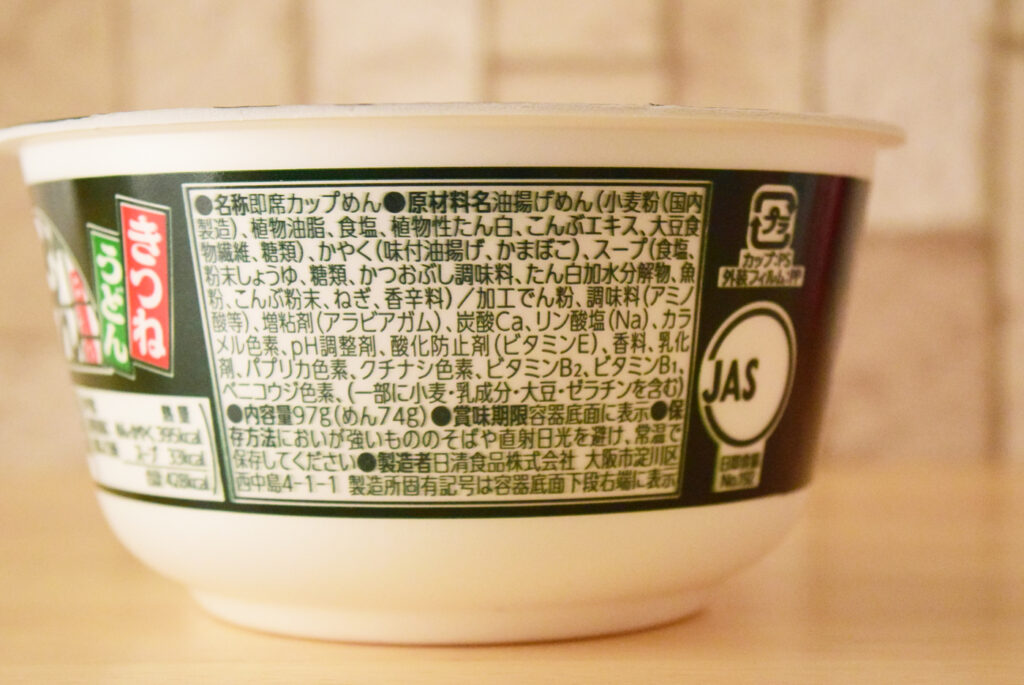 きつね
うどん
●名称即席カップめん●原材料名油揚げめん(小麦粉(国内
製造)、植物油脂、食塩、植物性たん白、こんぶエキス、大豆食
物繊維、糖類)、かやく(味付油揚げ、かまぼこ)、スープ(食塩、
粉末しょうゆ、糖類、かつおぶし調味料、たん白加水分解物、魚
粉、こんぶ粉末、ねぎ、香辛料)/加工でん粉、調味料(アミノ
酸等)、増粘剤(アラビアガム)、炭酸Ca、リン酸塩(Na)、カラ
メル色素、pH調整剤、酸化防止剤(ビタミンE)、香料、乳化
剤、パプリカ色素、クチナシ色素、ビタミンB₂、ビタミンB₁、
ベニコウジ色素、(一部に小麦・乳成分・大豆・ゼラチンを含む)
●内容量97g(めん74g)●賞味期限容器底面に表示●保
存方法においが強いもののそばや直射日光を避け、常温で
保存してください●製造者日清食品株式会社 大阪市淀川区
西中島4-1-1 製造所固有記号は容器底面下段右端に表示
熱量
395kcal
スープ 33kcal
428kcal
プラ
カップ:PS
外装フィルム:PP
JAS